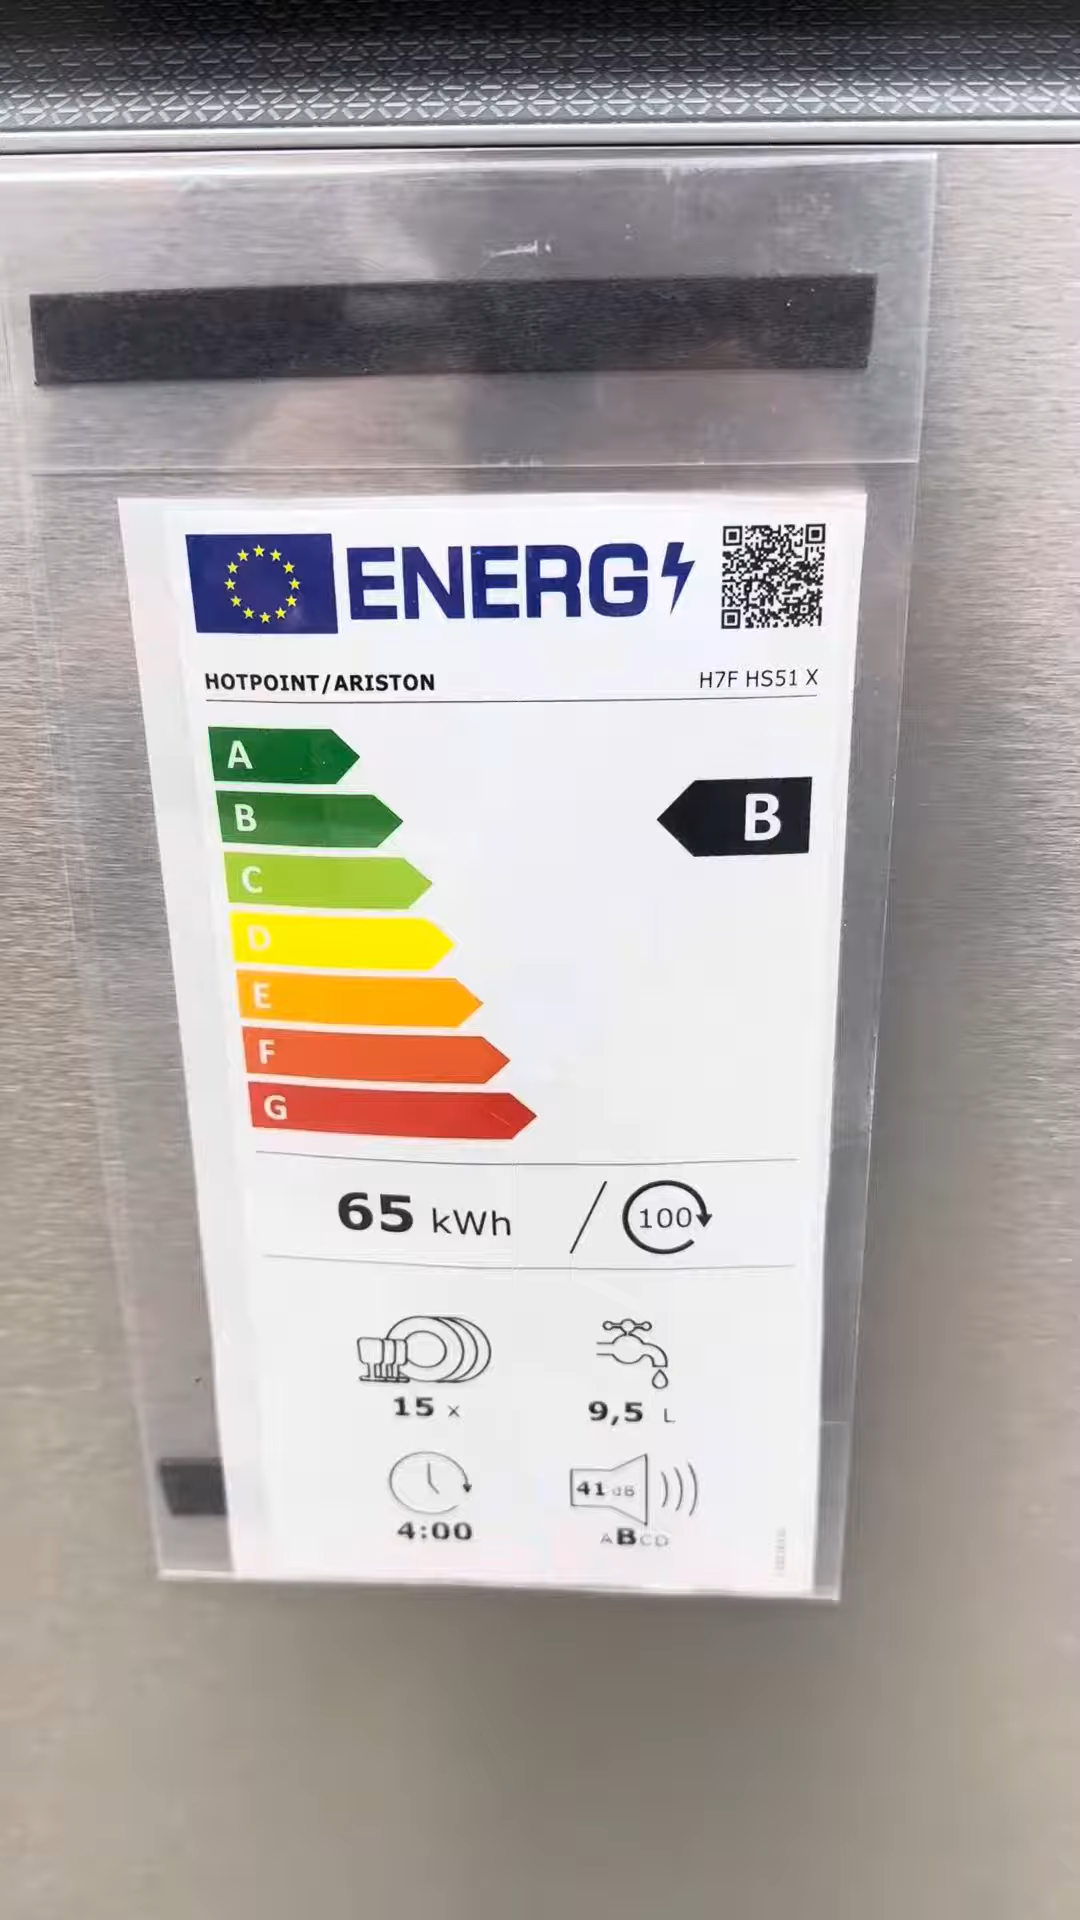 ENERG
HOTPOINT/ARISTON H7F HS51 X
A
B B
C
D
E
F
G
65 kWh / 100
15 x 9,5 L
4:00 41 dB
ABCD